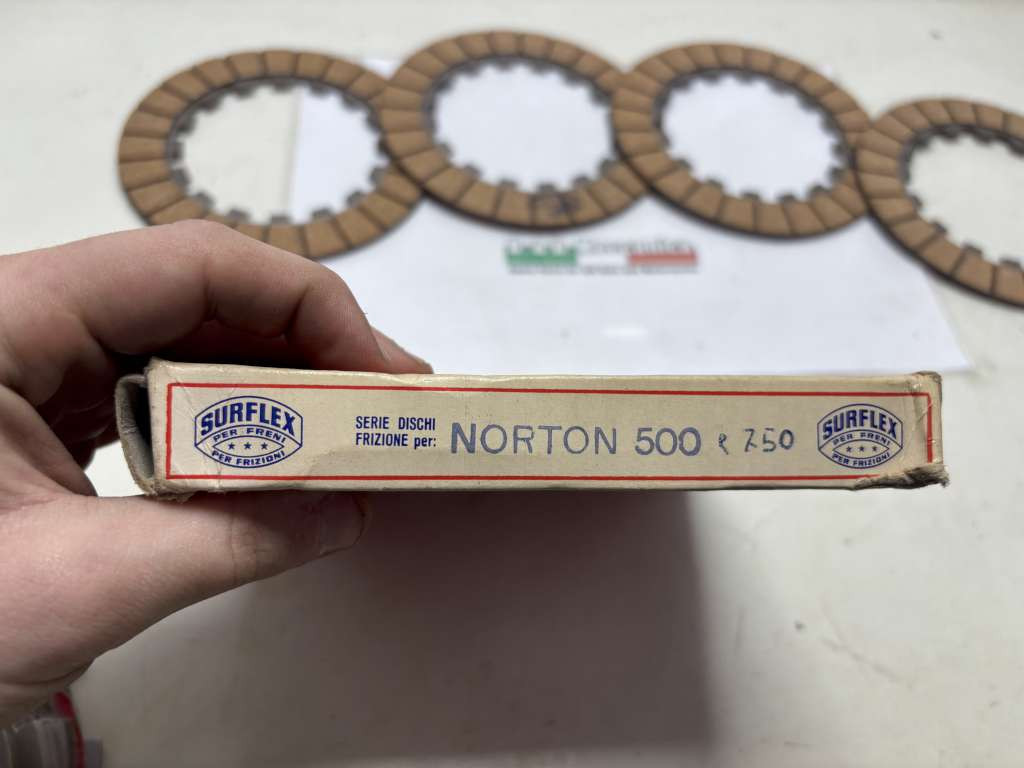 SURFLEX
PER FRENI
PER FRIZIONI
SERIE DISCHI
FRIZIONE per:
NORTON 500 e 750
SURFLEX
PER FRENI
PER FRIZIONI